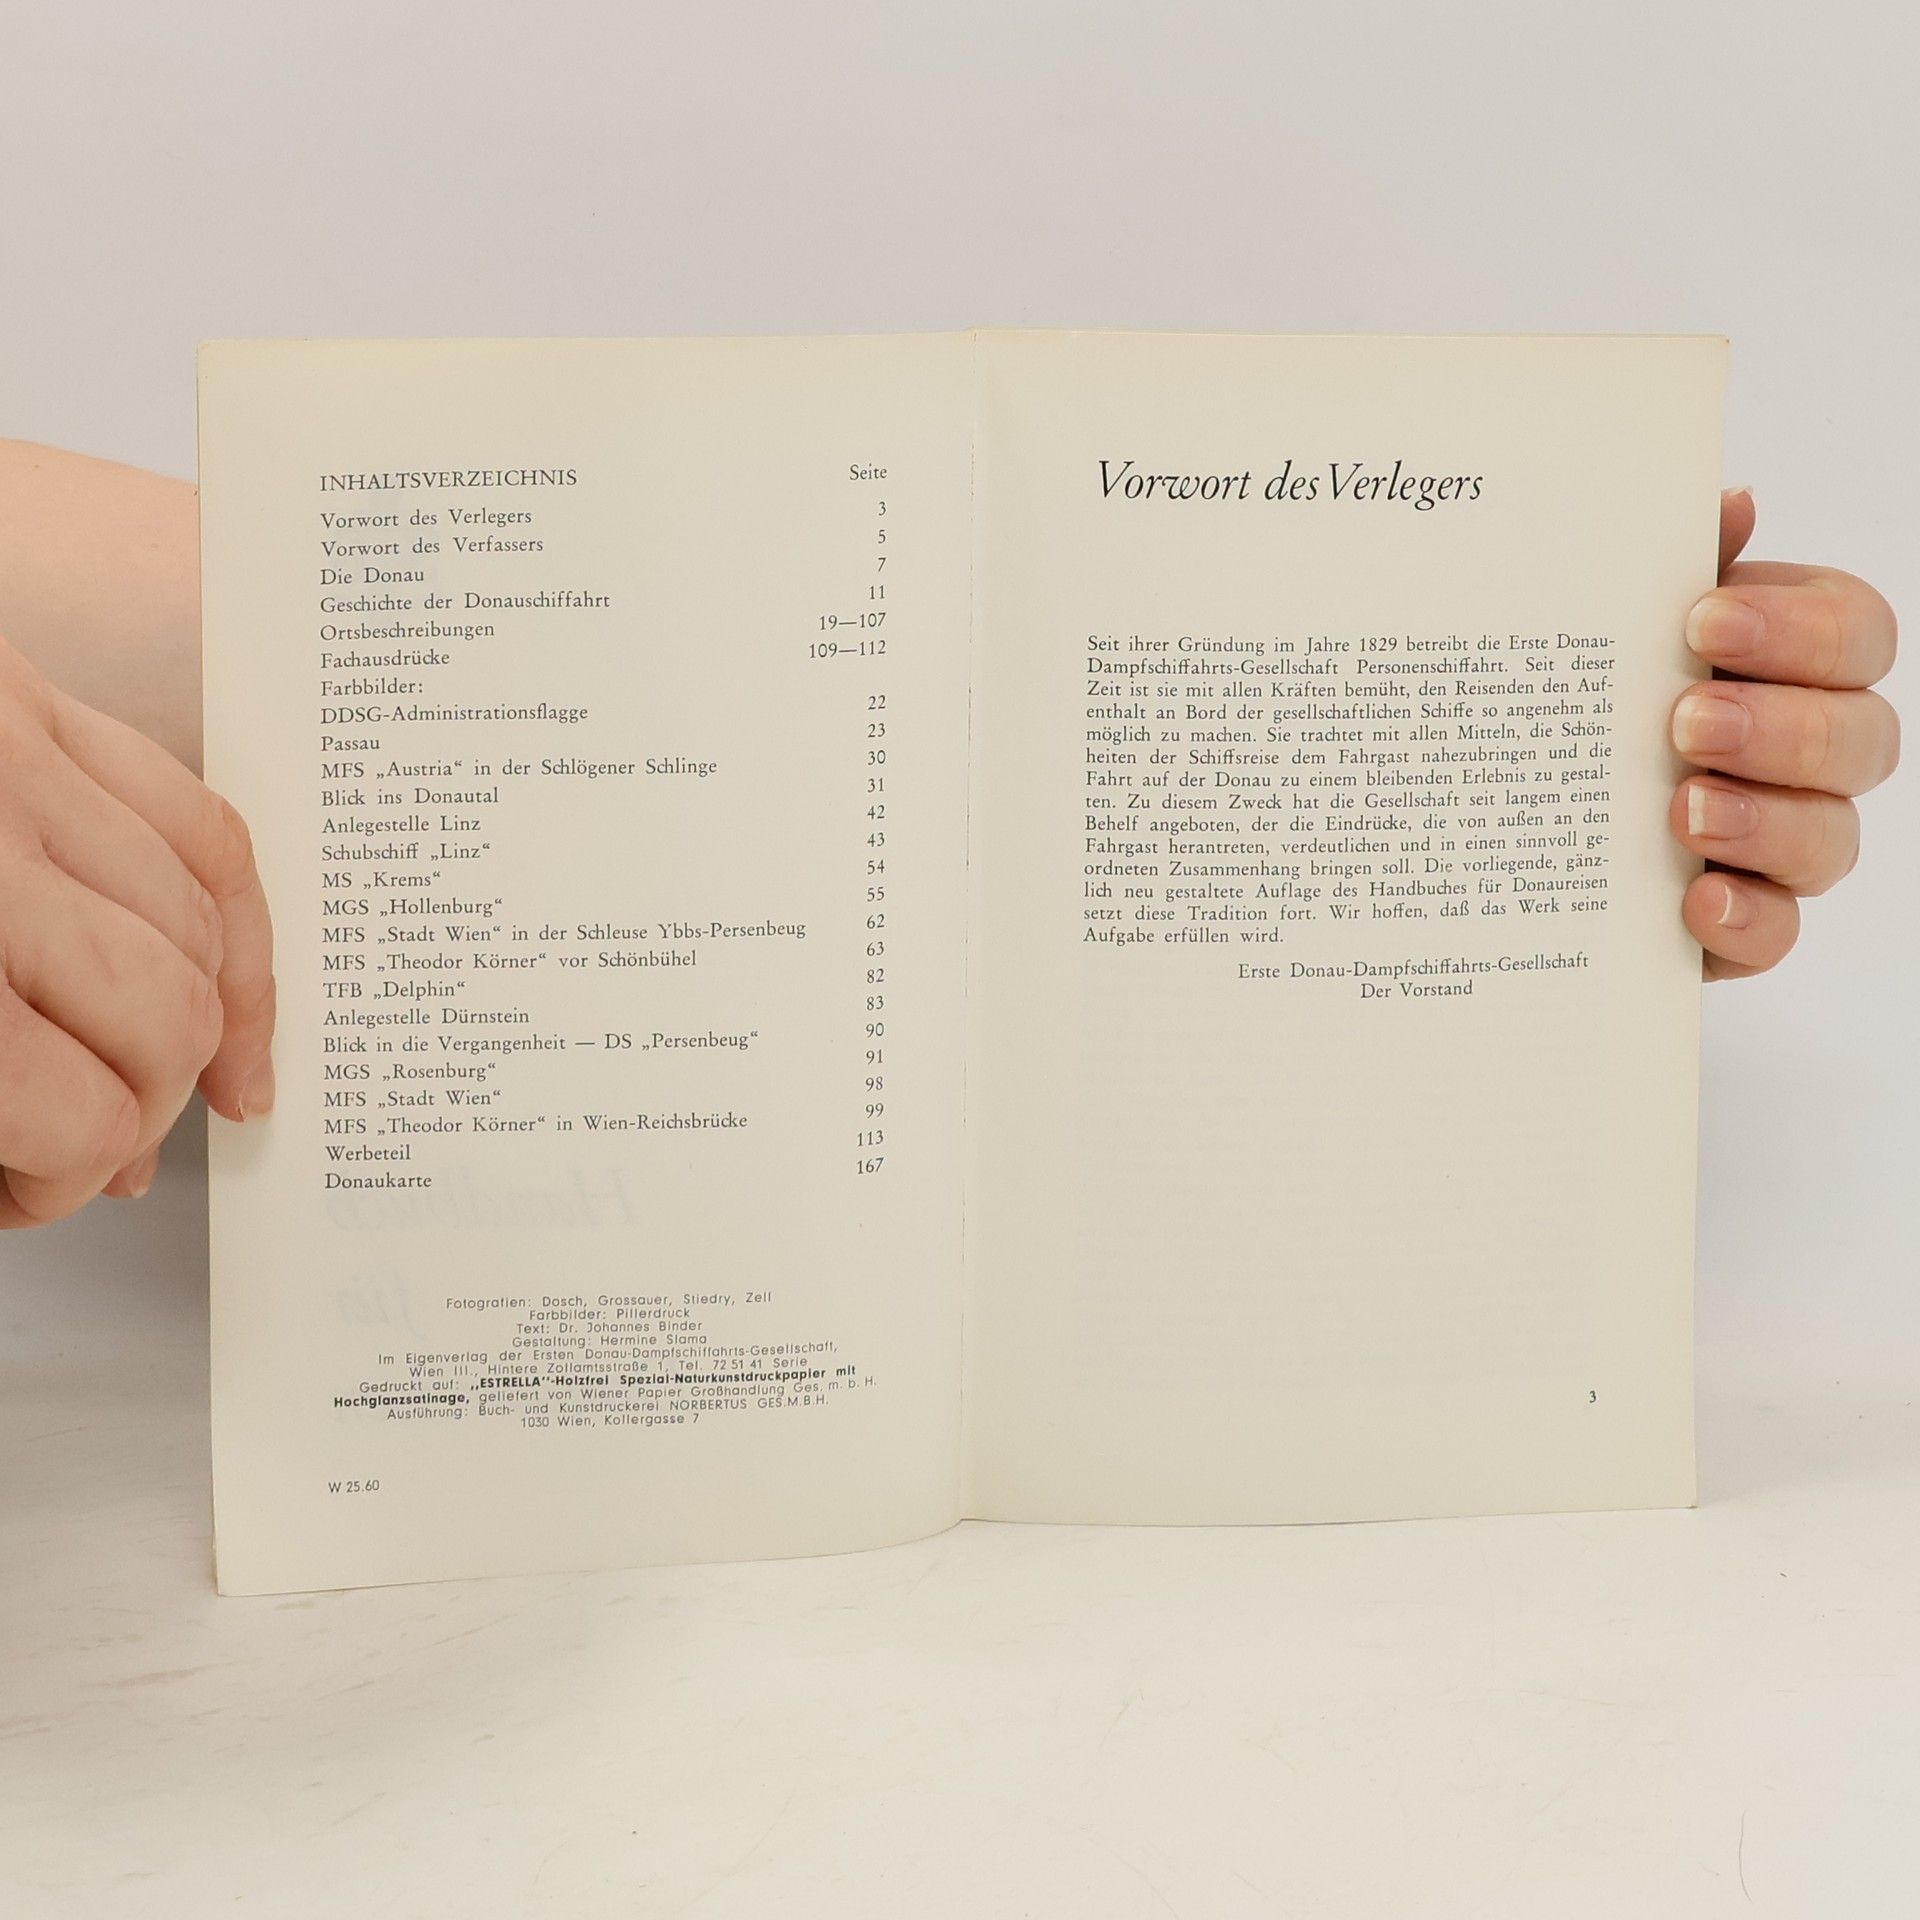 INHALTSVERZEICHNIS Seite
Vorwort des Verlegers 3
Vorwort des Verfassers 5
Die Donau 7
Geschichte der Donauschiffahrt 11
Ortsbeschreibungen 19—107
Fachausdrücke 109—112
Farbbilder:
DDSG-Administrationsflagge 22
Passau 23
MFS „Austria“ in der Schlögener Schlinge 30
Blick ins Donautal 31
Anlegestelle Linz 42
Schubschiff „Linz“ 43
MS „Krems“ 54
MGS „Hollenburg“ 55
MFS „Stadt Wien“ in der Schleuse Ybbs-Persenbeug 62
MFS „Theodor Körner“ vor Schönbühel 63
TFB „Delphin“ 82
Anlegestelle Dürnstein 83
Blick in die Vergangenheit — DS „Persenbeug“ 90
MGS „Rosenburg“ 91
MFS „Stadt Wien“ 98
MFS „Theodor Körner“ in Wien-Reichsbrücke 99
Werbeteil 113
Donaukarte 167
Fotografien: Dosch, Grossauer, Stiedry, Zell
Farbbilder: Pillerdruck
Text: Dr. Johannes Binder
Gestaltung: Hermine Slama
Im Eigenverlag der Ersten Donau-Dampfschiffahrts-Gesellschaft,
Wien III., Hintere Zollamtsstraße 1, Tel. 72 51 41 Serie
Gedruckt auf: „ESTRELLA“-Holzfrei Spezial-Naturkunstdruckpapier mit
Hochglanzsatinage, geliefert von Wiener Papier Großhandlung Ges. m. b. H.
Ausführung: Buch- und Kunstdruckerei NORBERTUS GES.M.B.H.
1030 Wien, Kollergasse 7
W 25.60
Vorwort des Verlegers
Seit ihrer Gründung im Jahre 1829 betreibt die Erste Donau-
Dampfschiffahrts-Gesellschaft Personenschiffahrt. Seit dieser
Zeit ist sie mit allen Kräften bemüht, den Reisenden den Auf-
enthalt an Bord der gesellschaftlichen Schiffe so angenehm als
möglich zu machen. Sie trachtet mit allen Mitteln, die Schön-
heiten der Schiffsreise dem Fahrgast nahezubringen und die
Fahrt auf der Donau zu einem bleibenden Erlebnis zu gestal-
ten. Zu diesem Zweck hat die Gesellschaft seit langem einen
Behelf angeboten, der die Eindrücke, die von außen an den
Fahrgast herantreten, verdeutlichen und in einen sinnvoll ge-
ordneten Zusammenhang bringen soll. Die vorliegende, gänz-
lich neu gestaltete Auflage des Handbuches für Donaureisen
setzt diese Tradition fort. Wir hoffen, daß das Werk seine
Aufgabe erfüllen wird.
Erste Donau-Dampfschiffahrts-Gesellschaft
Der Vorstand
3